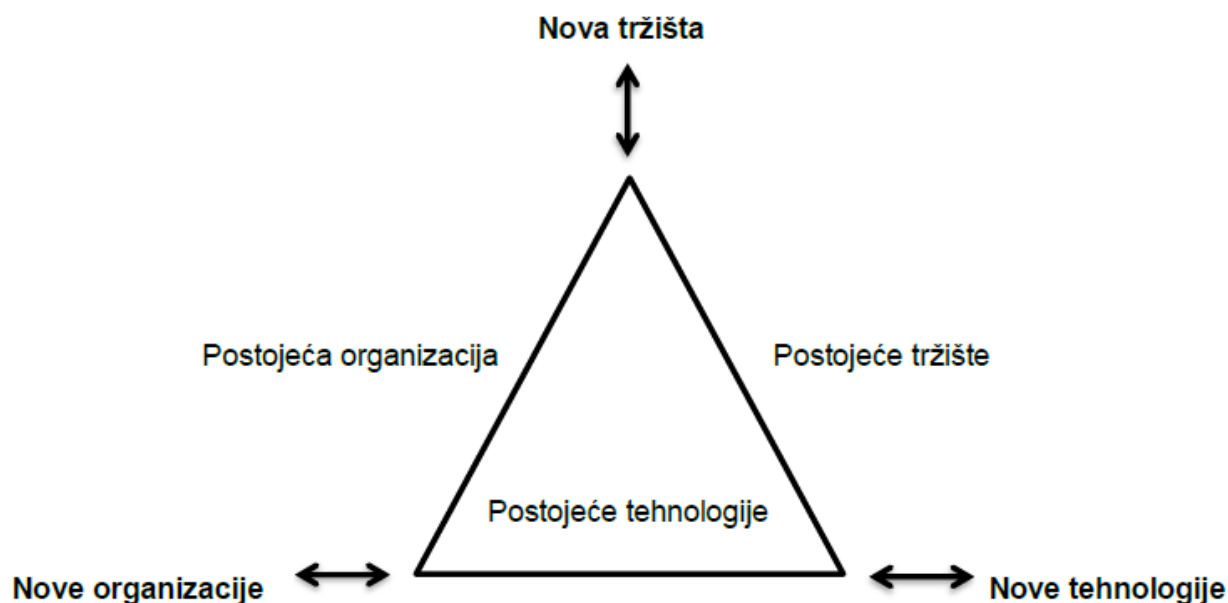 Nova tržišta
Postojeća organizacija
Postojeće tržište
Postojeće tehnologije
Nove organizacije
Nove tehnologije